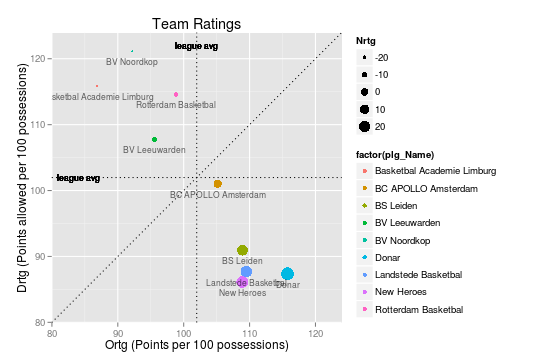 Team Ratings
league avg
BV Noordkop
sketbal Academie Limburg
Rotterdam Basketbal
BV Leeuwarden
league avg
BC APOLLO Amsterdam
BS Leiden
Landstede Basketbal
Donar
New Heroes
120
110
100
90
80
80
90
100
110
120
Drtg (Points allowed per 100 possessions)
Ortg (Points per 100 possessions)
Nrtg
-20
-10
0
10
20
factor(plg_Name)
Basketbal Academie Limburg
BC APOLLO Amsterdam
BS Leiden
BV Leeuwarden
BV Noordkop
Donar
Landstede Basketbal
New Heroes
Rotterdam Basketbal